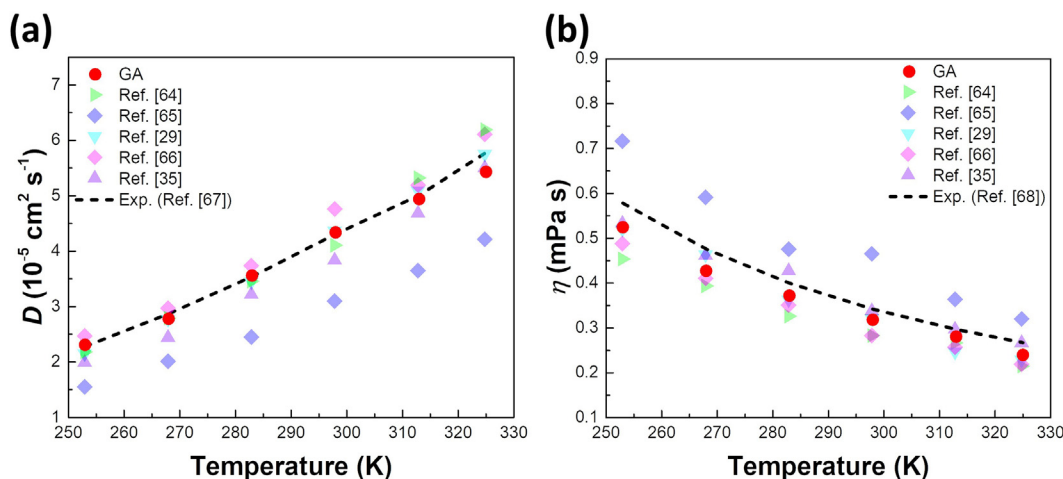 (a)
D (10⁻⁵ cm² s⁻¹)
7
6
5
4
3
2
1
GA
Ref. [64]
Ref. [65]
Ref. [29]
Ref. [66]
Ref. [35]
Exp. (Ref. [67])
250 260 270 280 290 300 310 320 330
Temperature (K)
(b)
η (mPa s)
0.9
0.8
0.7
0.6
0.5
0.4
0.3
0.2
0.1
GA
Ref. [64]
Ref. [65]
Ref. [29]
Ref. [66]
Ref. [35]
Exp. (Ref. [68])
250 260 270 280 290 300 310 320 330
Temperature (K)